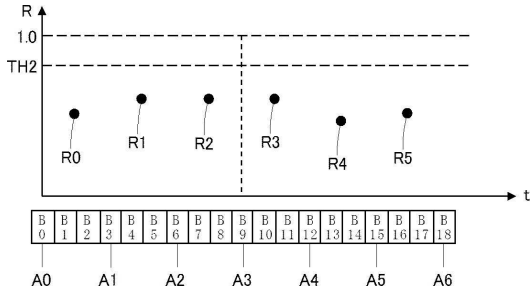 R
1.0
TH2
R0 R1 R2 R3 R4 R5
t
B B B B B B B B B B B B B B B B B B B
0 1 2 3 4 5 6 7 8 9 10 11 12 13 14 15 16 17 18
A0 A1 A2 A3 A4 A5 A6